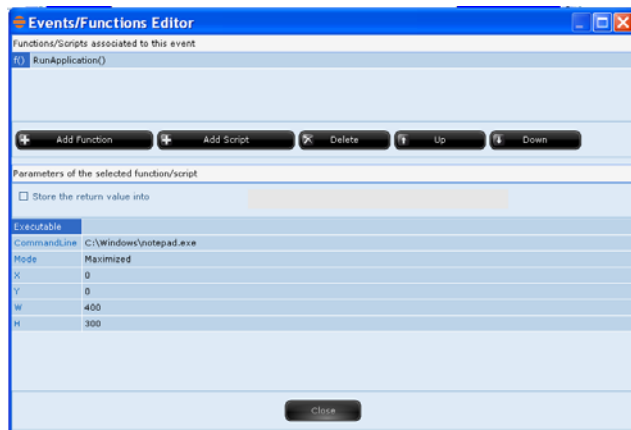 Events/Functions Editor
Functions/Scripts associated to this event
f() RunApplication()
Add Function Add Script Delete Up Down
Parameters of the selected function/script
Store the return value into
Executable
CommandLine C:\Windows\notepad.exe
Mode Maximized
X 0
Y 0
W 400
H 300
Close